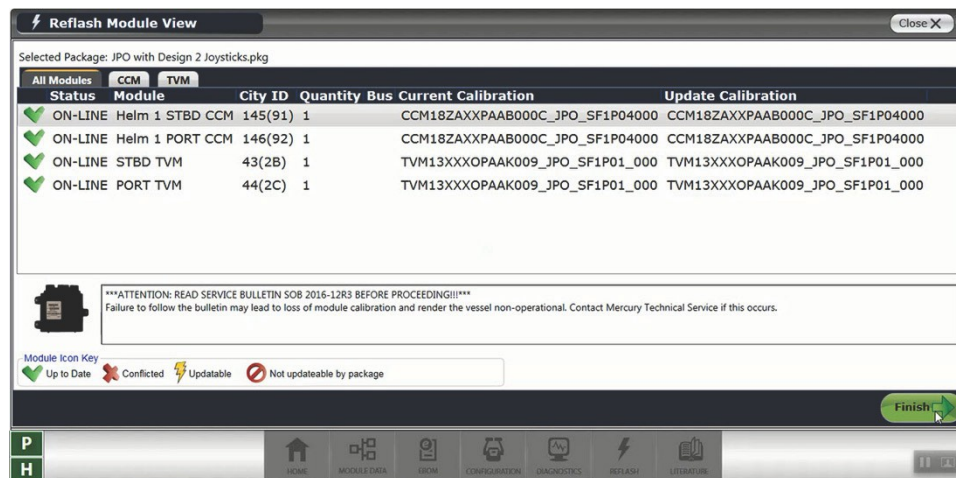 Reflash Module View
Close X
Selected Package: JPO with Design 2 Joysticks.pkg
All Modules CCM TVM
Status Module City ID Quantity Bus Current Calibration Update Calibration
ON-LINE Helm 1 STBD CCM 145(91) 1 CCM18ZAXXPAAB000C_JPO_SF1P04000 CCM18ZAXXPAAB000C_JPO_SF1P04000
ON-LINE Helm 1 PORT CCM 146(92) 1 CCM18ZAXXPAAB000C_JPO_SF1P04000 CCM18ZAXXPAAB000C_JPO_SF1P04000
ON-LINE STBD TVM 43(2B) 1 TVM13XXXOPAAK009_JPO_SF1P01_000 TVM13XXXOPAAK009_JPO_SF1P01_000
ON-LINE PORT TVM 44(2C) 1 TVM13XXXOPAAK009_JPO_SF1P01_000 TVM13XXXOPAAK009_JPO_SF1P01_000
***ATTENTION: READ SERVICE BULLETIN SOB 2016-12R3 BEFORE PROCEEDING!!!***
Failure to follow the bulletin may lead to loss of module calibration and render the vessel non-operational. Contact Mercury Technical Service if this occurs.
Module Icon Key
Up to Date Conflicted Updatable Not updateable by package
Finish
P
H
HOME MODULE DATA FROM CONFIGURATION DIAGNOSTICS REFLASH LITERATURE